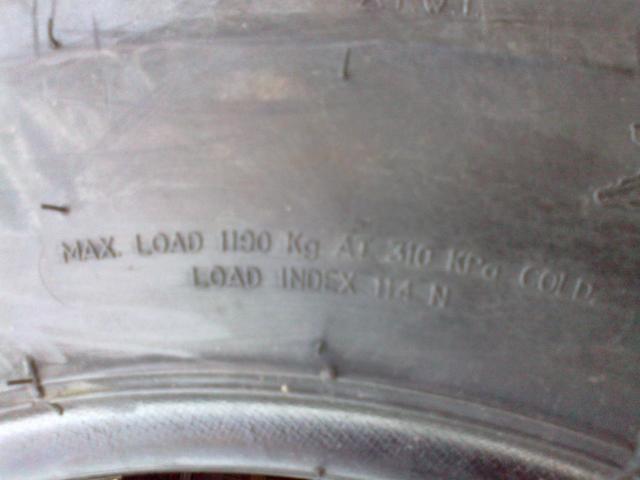 MAX. LOAD 1180 Kg AT 310 KPa COLD.
LOAD INDEX 114 N